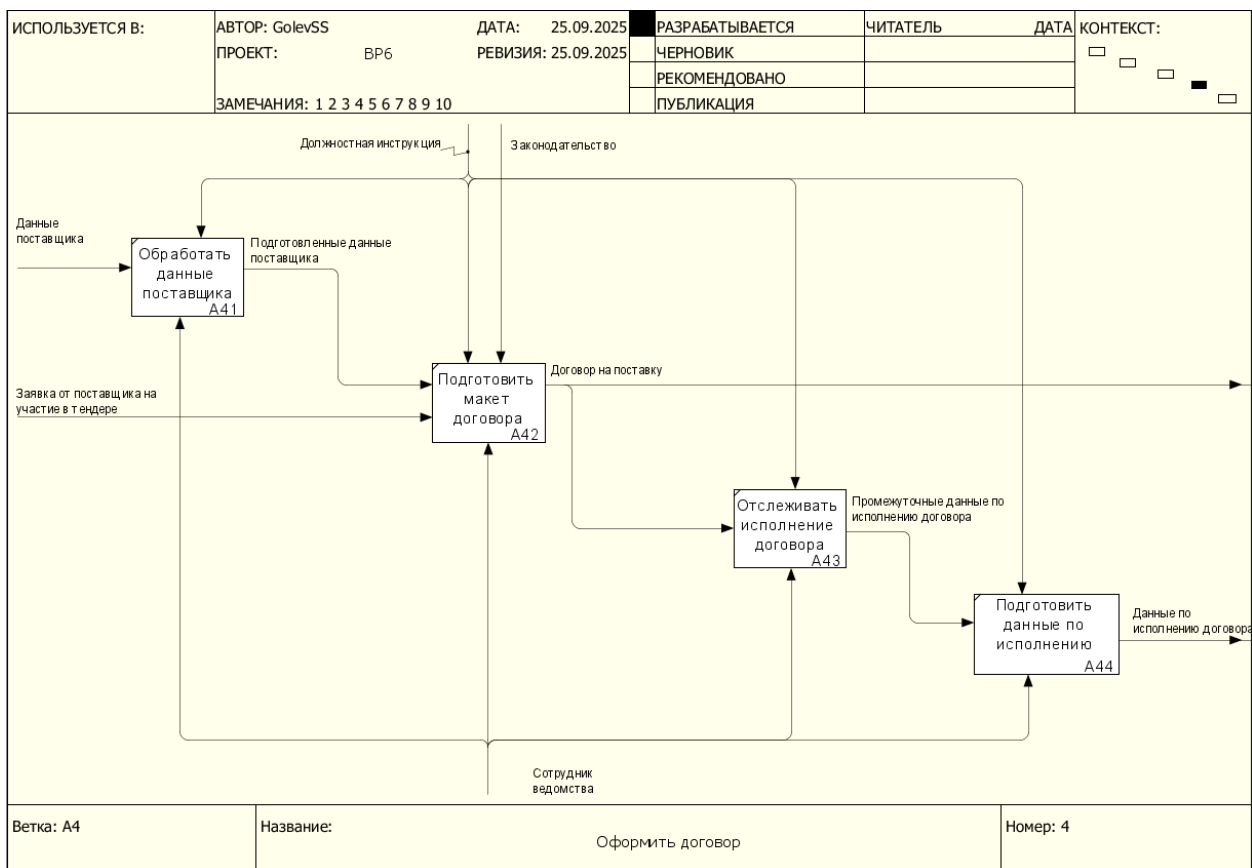 ИСПОЛЬЗУЕТСЯ В:
АВТОР: GolevSS
ДАТА: 25.09.2025
ПРОЕКТ: BP6
РЕВИЗИЯ: 25.09.2025
ЗАМЕЧАНИЯ: 1 2 3 4 5 6 7 8 9 10
РАЗРАБАТЫВАЕТСЯ
ЧЕРНОВИК
РЕКОМЕНДОВАНО
ПУБЛИКАЦИЯ
ЧИТАТЕЛЬ
ДАТА
КОНТЕКСТ:
Должностная инструкция
Законодательство
Данные
поставщика
Обработать
данные
поставщика
A41
Подготовленные данные
поставщика
Заявка от поставщика на
участие в тендере
Подготовить
макет
договора
A42
Договор на поставку
Отслеживать
исполнение
договора
A43
Промежуточные данные по
исполнению договора
Подготовить
данные по
исполнению
A44
Данные по
исполнению договора
Сотрудник
ведомства
Ветка: A4
Название:
Оформить договор
Номер: 4